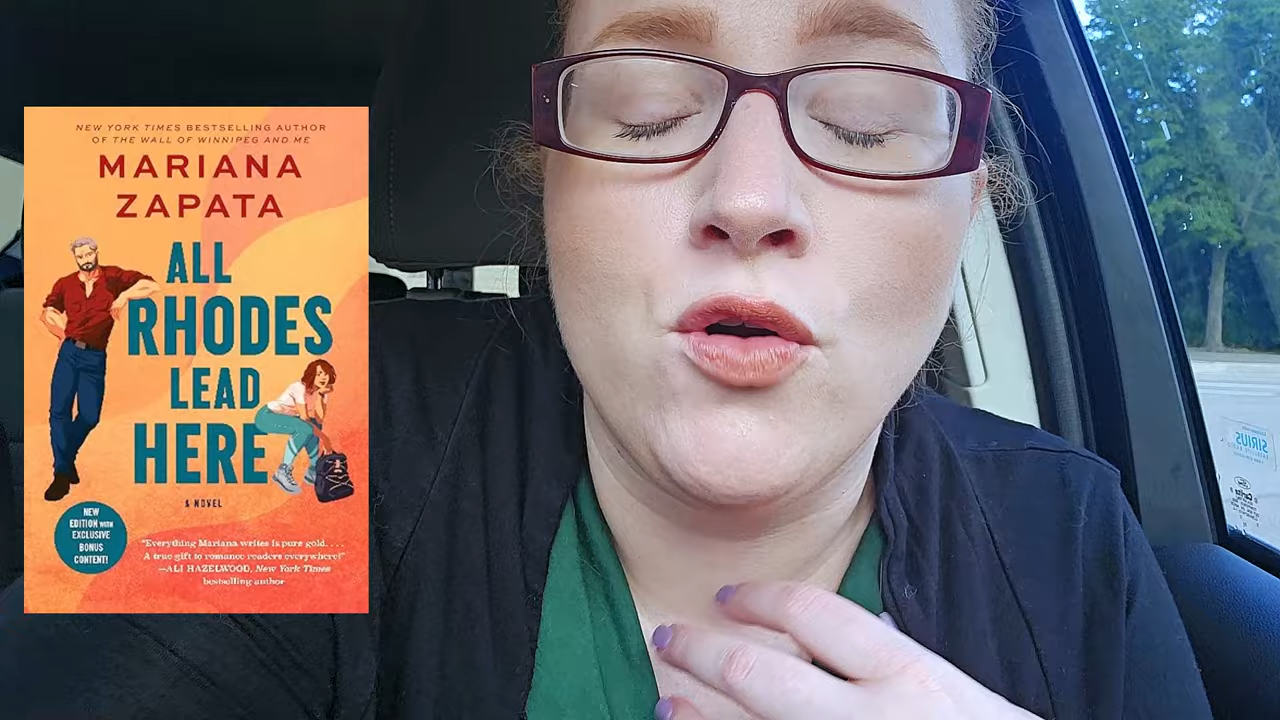 NEW YORK TIMES BESTSELLING AUTHOR
OF THE WALL OF WINNIPEG AND ME
MARIANA
ZAPATA
ALL
RHODES
LEAD
HERE
A NOVEL
NEW
EDITION WITH
EXCLUSIVE
BONUS
CONTENT!
"Everything Mariana writes is pure gold. . . .
A true gift to romance readers everywhere!"
—ALI HAZELWOOD, New York Times
bestselling author
SIRIUS